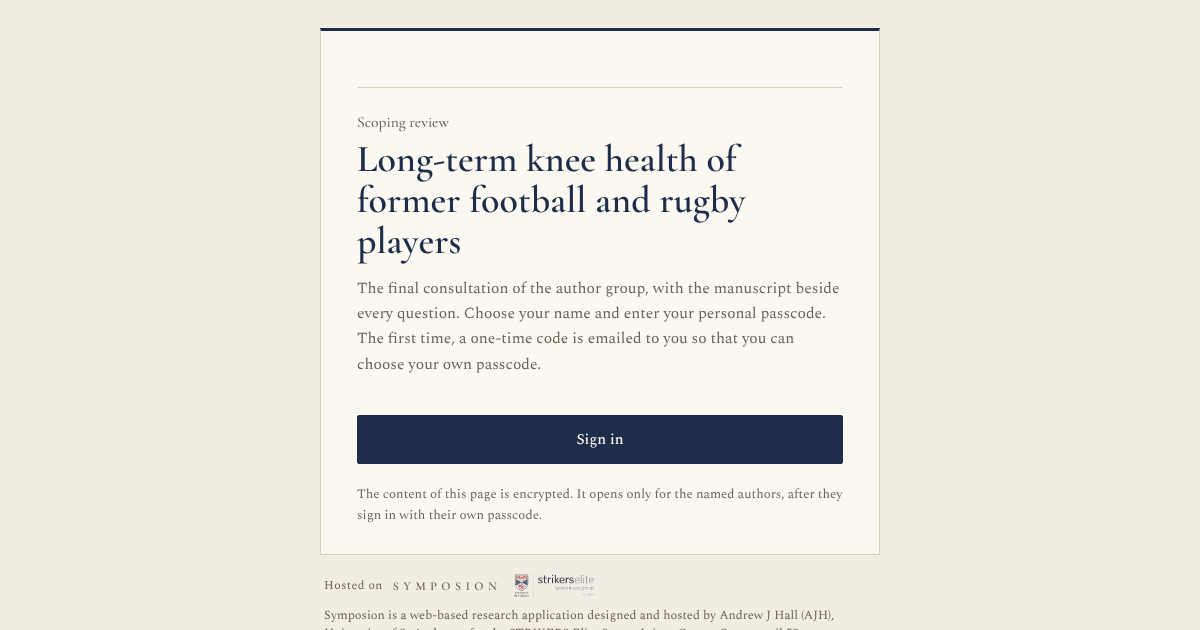 Scoping review
Long-term knee health of
former football and rugby
players
The final consultation of the author group, with the manuscript beside
every question. Choose your name and enter your personal passcode.
The first time, a one-time code is emailed to you so that you can
choose your own passcode.
Sign in
The content of this page is encrypted. It opens only for the named authors, after they
sign in with their own passcode.
Hosted on SYMPOSION strikerselite
Symposion is a web-based research application designed and hosted by Andrew J Hall (AJH),